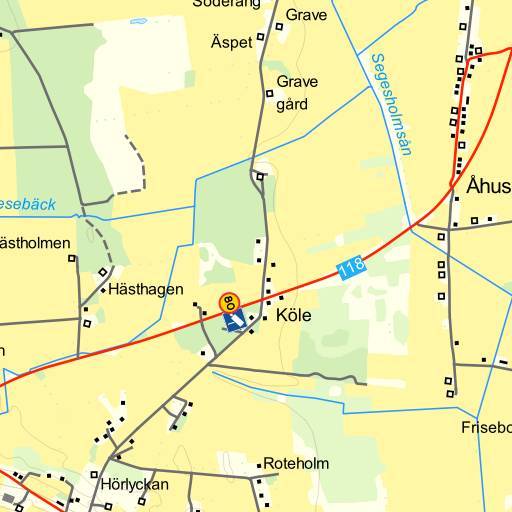 Söderäng
Grave
Äspet
Grave
gård
Segesholmsån
Åhus
esebäck
ästholmen
118
Hästhagen
80
Köle
n
Frisebo
Roteholm
Hörlyckan